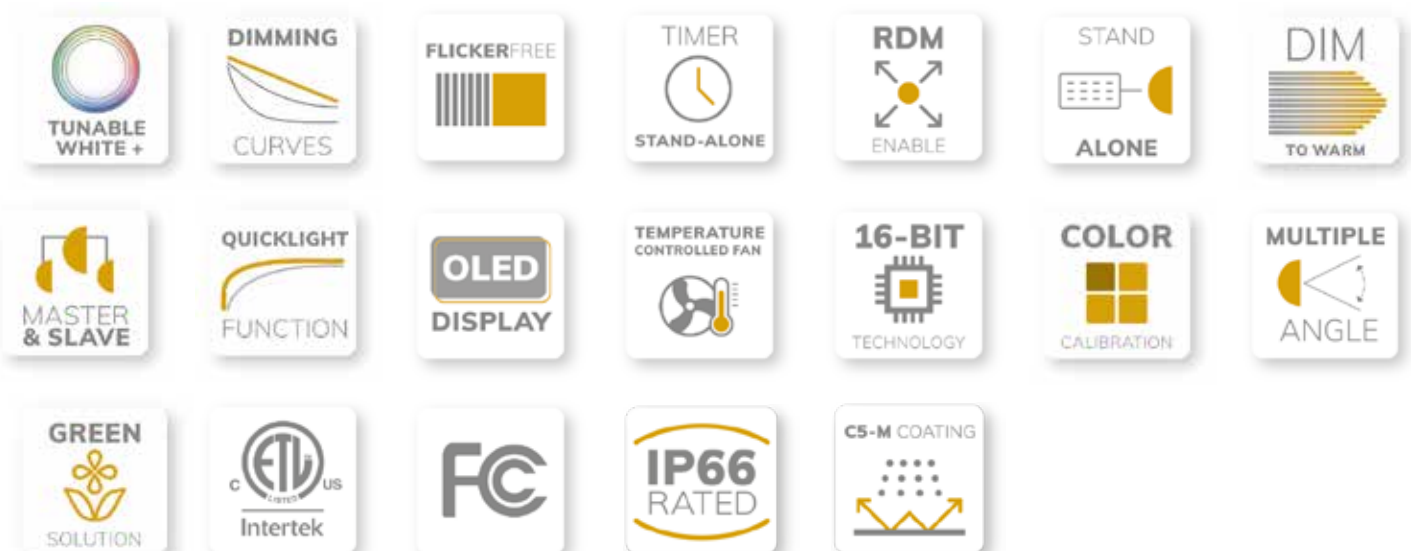 TUNABLE
WHITE +
DIMMING
CURVES
FLICKERFREE
TIMER
STAND-ALONE
RDM
ENABLE
STAND
ALONE
DIM
TO WARM
MASTER
& SLAVE
QUICKLIGHT
FUNCTION
OLED
DISPLAY
TEMPERATURE
CONTROLLED FAN
16-BIT
TECHNOLOGY
COLOR
CALIBRATION
MULTIPLE
ANGLE
GREEN
SOLUTION
ETL
C US
LISTED
Intertek
FC
IP66
RATED
C5-M COATING